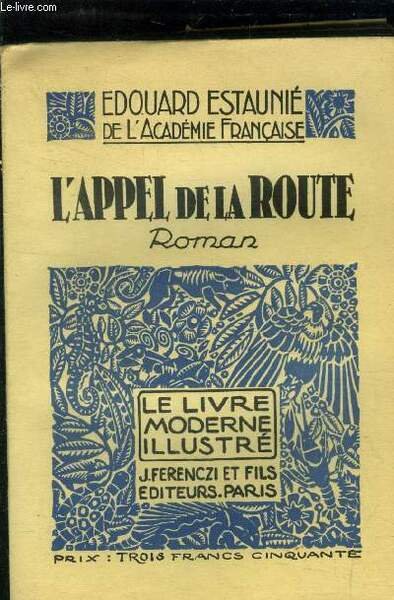 © Le-livre.com
EDOUARD ESTAUNIÉ
DE L'ACADÉMIE FRANÇAISE
L'APPEL DE LA ROUTE
Roman
LE LIVRE
MODERNE
ILLUSTRÉ
J. FERENCZI ET FILS
EDITEURS. PARIS
PRIX : TROIS FRANCS CINQUANTE